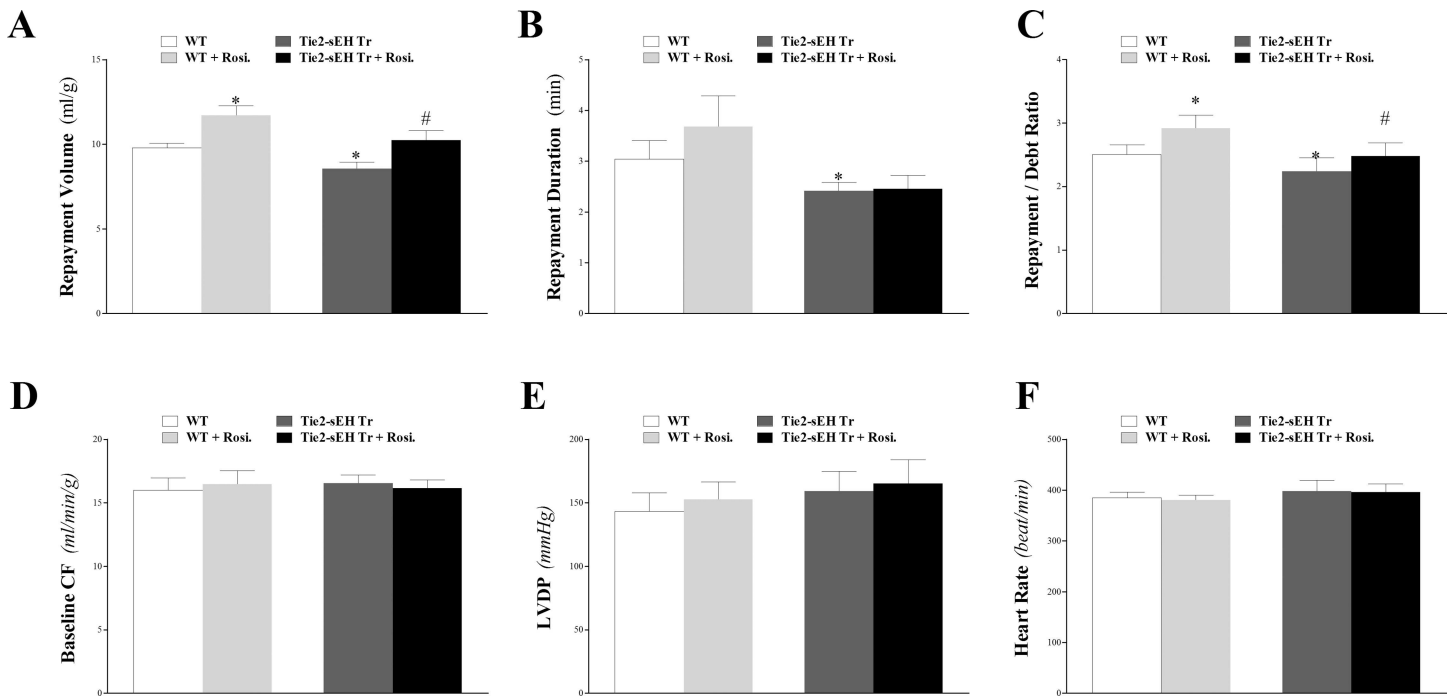 A
WT
Tie2-sEH Tr
WT + Rosi.
Tie2-sEH Tr + Rosi.
Repayment Volume (ml/g)
15
10
5
0
*
*
#
B
WT
Tie2-sEH Tr
WT + Rosi.
Tie2-sEH Tr + Rosi.
Repayment Duration (min)
5
4
3
2
1
0
*
C
WT
Tie2-sEH Tr
WT + Rosi.
Tie2-sEH Tr + Rosi.
Repayment / Debt Ratio
4
3
2
1
0
*
*
#
D
WT
Tie2-sEH Tr
WT + Rosi.
Tie2-sEH Tr + Rosi.
Baseline CF (ml/min/g)
20
15
10
5
0
E
WT
Tie2-sEH Tr
WT + Rosi.
Tie2-sEH Tr + Rosi.
LVDP (mmHg)
200
150
100
50
0
F
WT
Tie2-sEH Tr
WT + Rosi.
Tie2-sEH Tr + Rosi.
Heart Rate (beat/min)
500
400
300
200
100
0